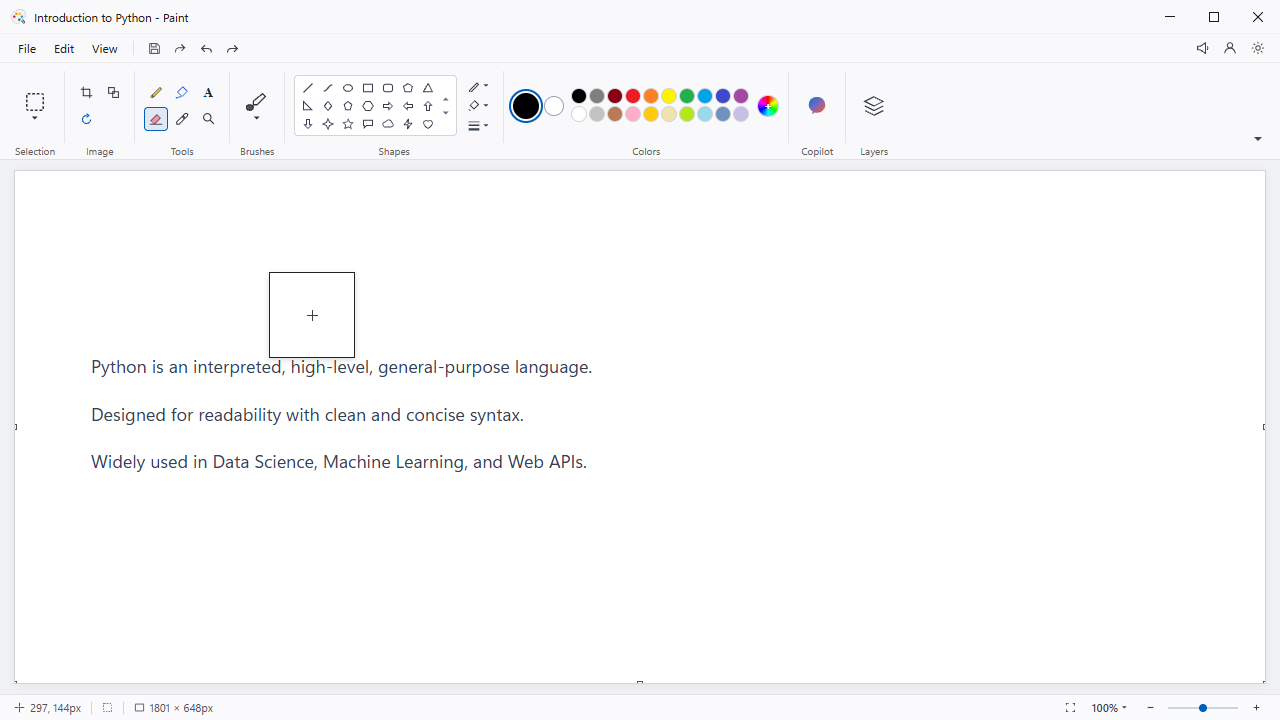 Introduction to Python - Paint
File Edit View
Selection
Image
Tools
Brushes
Shapes
Colors
Copilot
Layers
A
Python is an interpreted, high-level, general-purpose language.
Designed for readability with clean and concise syntax.
Widely used in Data Science, Machine Learning, and Web APIs.
297, 144px
1801 × 648px
100%